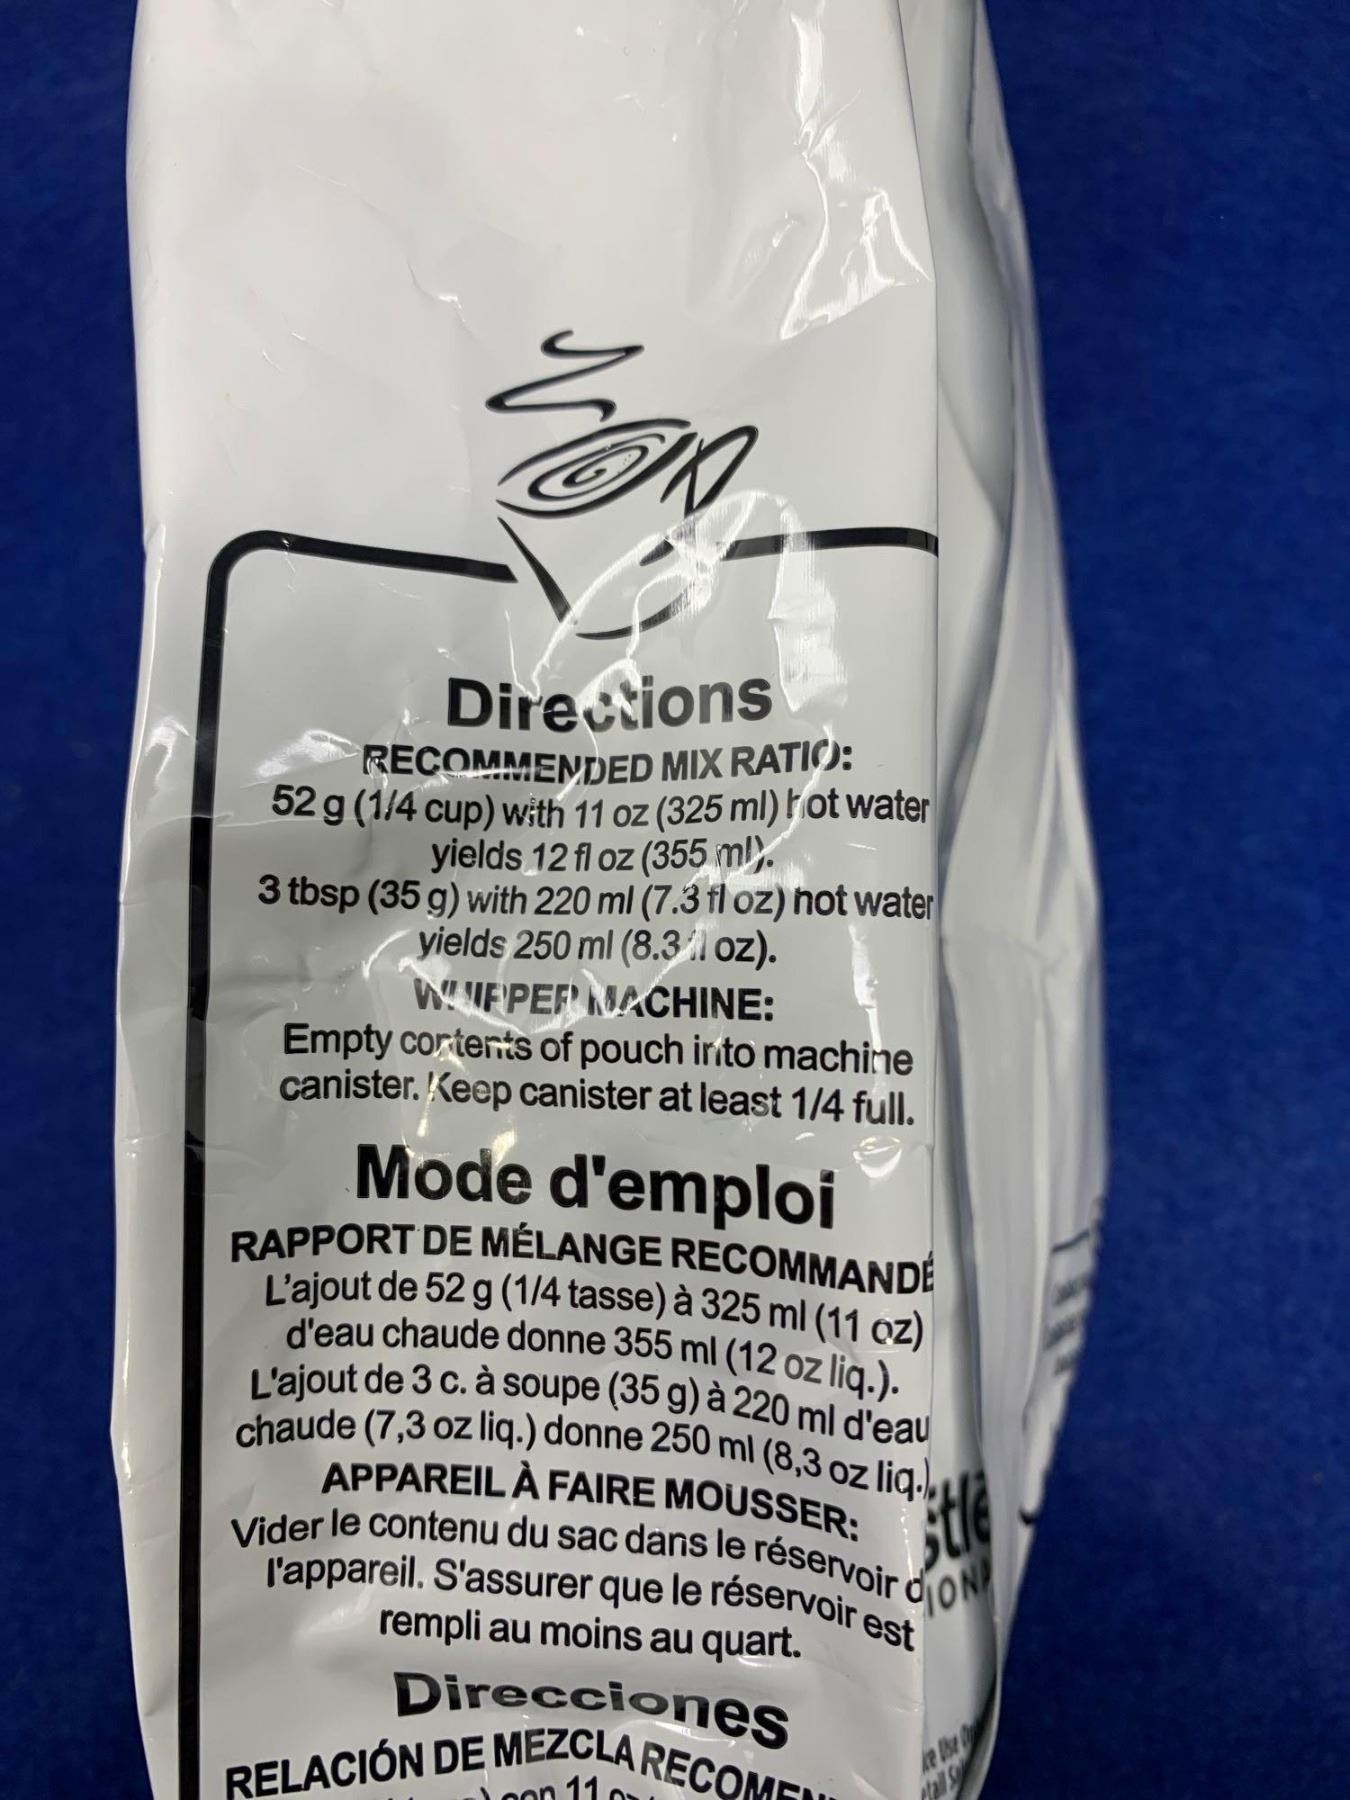 Directions
RECOMMENDED MIX RATIO:
52 g (1/4 cup) with 11 oz (325 ml) hot water
yields 12 fl oz (355 ml).
3 tbsp (35 g) with 220 ml (7.3 fl oz) hot water
yields 250 ml (8.3 fl oz).
WHIPPER MACHINE:
Empty contents of pouch into machine
canister. Keep canister at least 1/4 full.
Mode d'emploi
RAPPORT DE MÉLANGE RECOMMANDÉ
L'ajout de 52 g (1/4 tasse) à 325 ml (11 oz)
d'eau chaude donne 355 ml (12 oz liq.).
L'ajout de 3 c. à soupe (35 g) à 220 ml d'eau
chaude (7,3 oz liq.) donne 250 ml (8,3 oz liq.).
APPAREIL À FAIRE MOUSSER:
Vider le contenu du sac dans le réservoir d
l'appareil. S'assurer que le réservoir est
rempli au moins au quart.
Direcciones
RELACIÓN DE MEZCLA RECOMEN
con 11
stlé
ION
Use